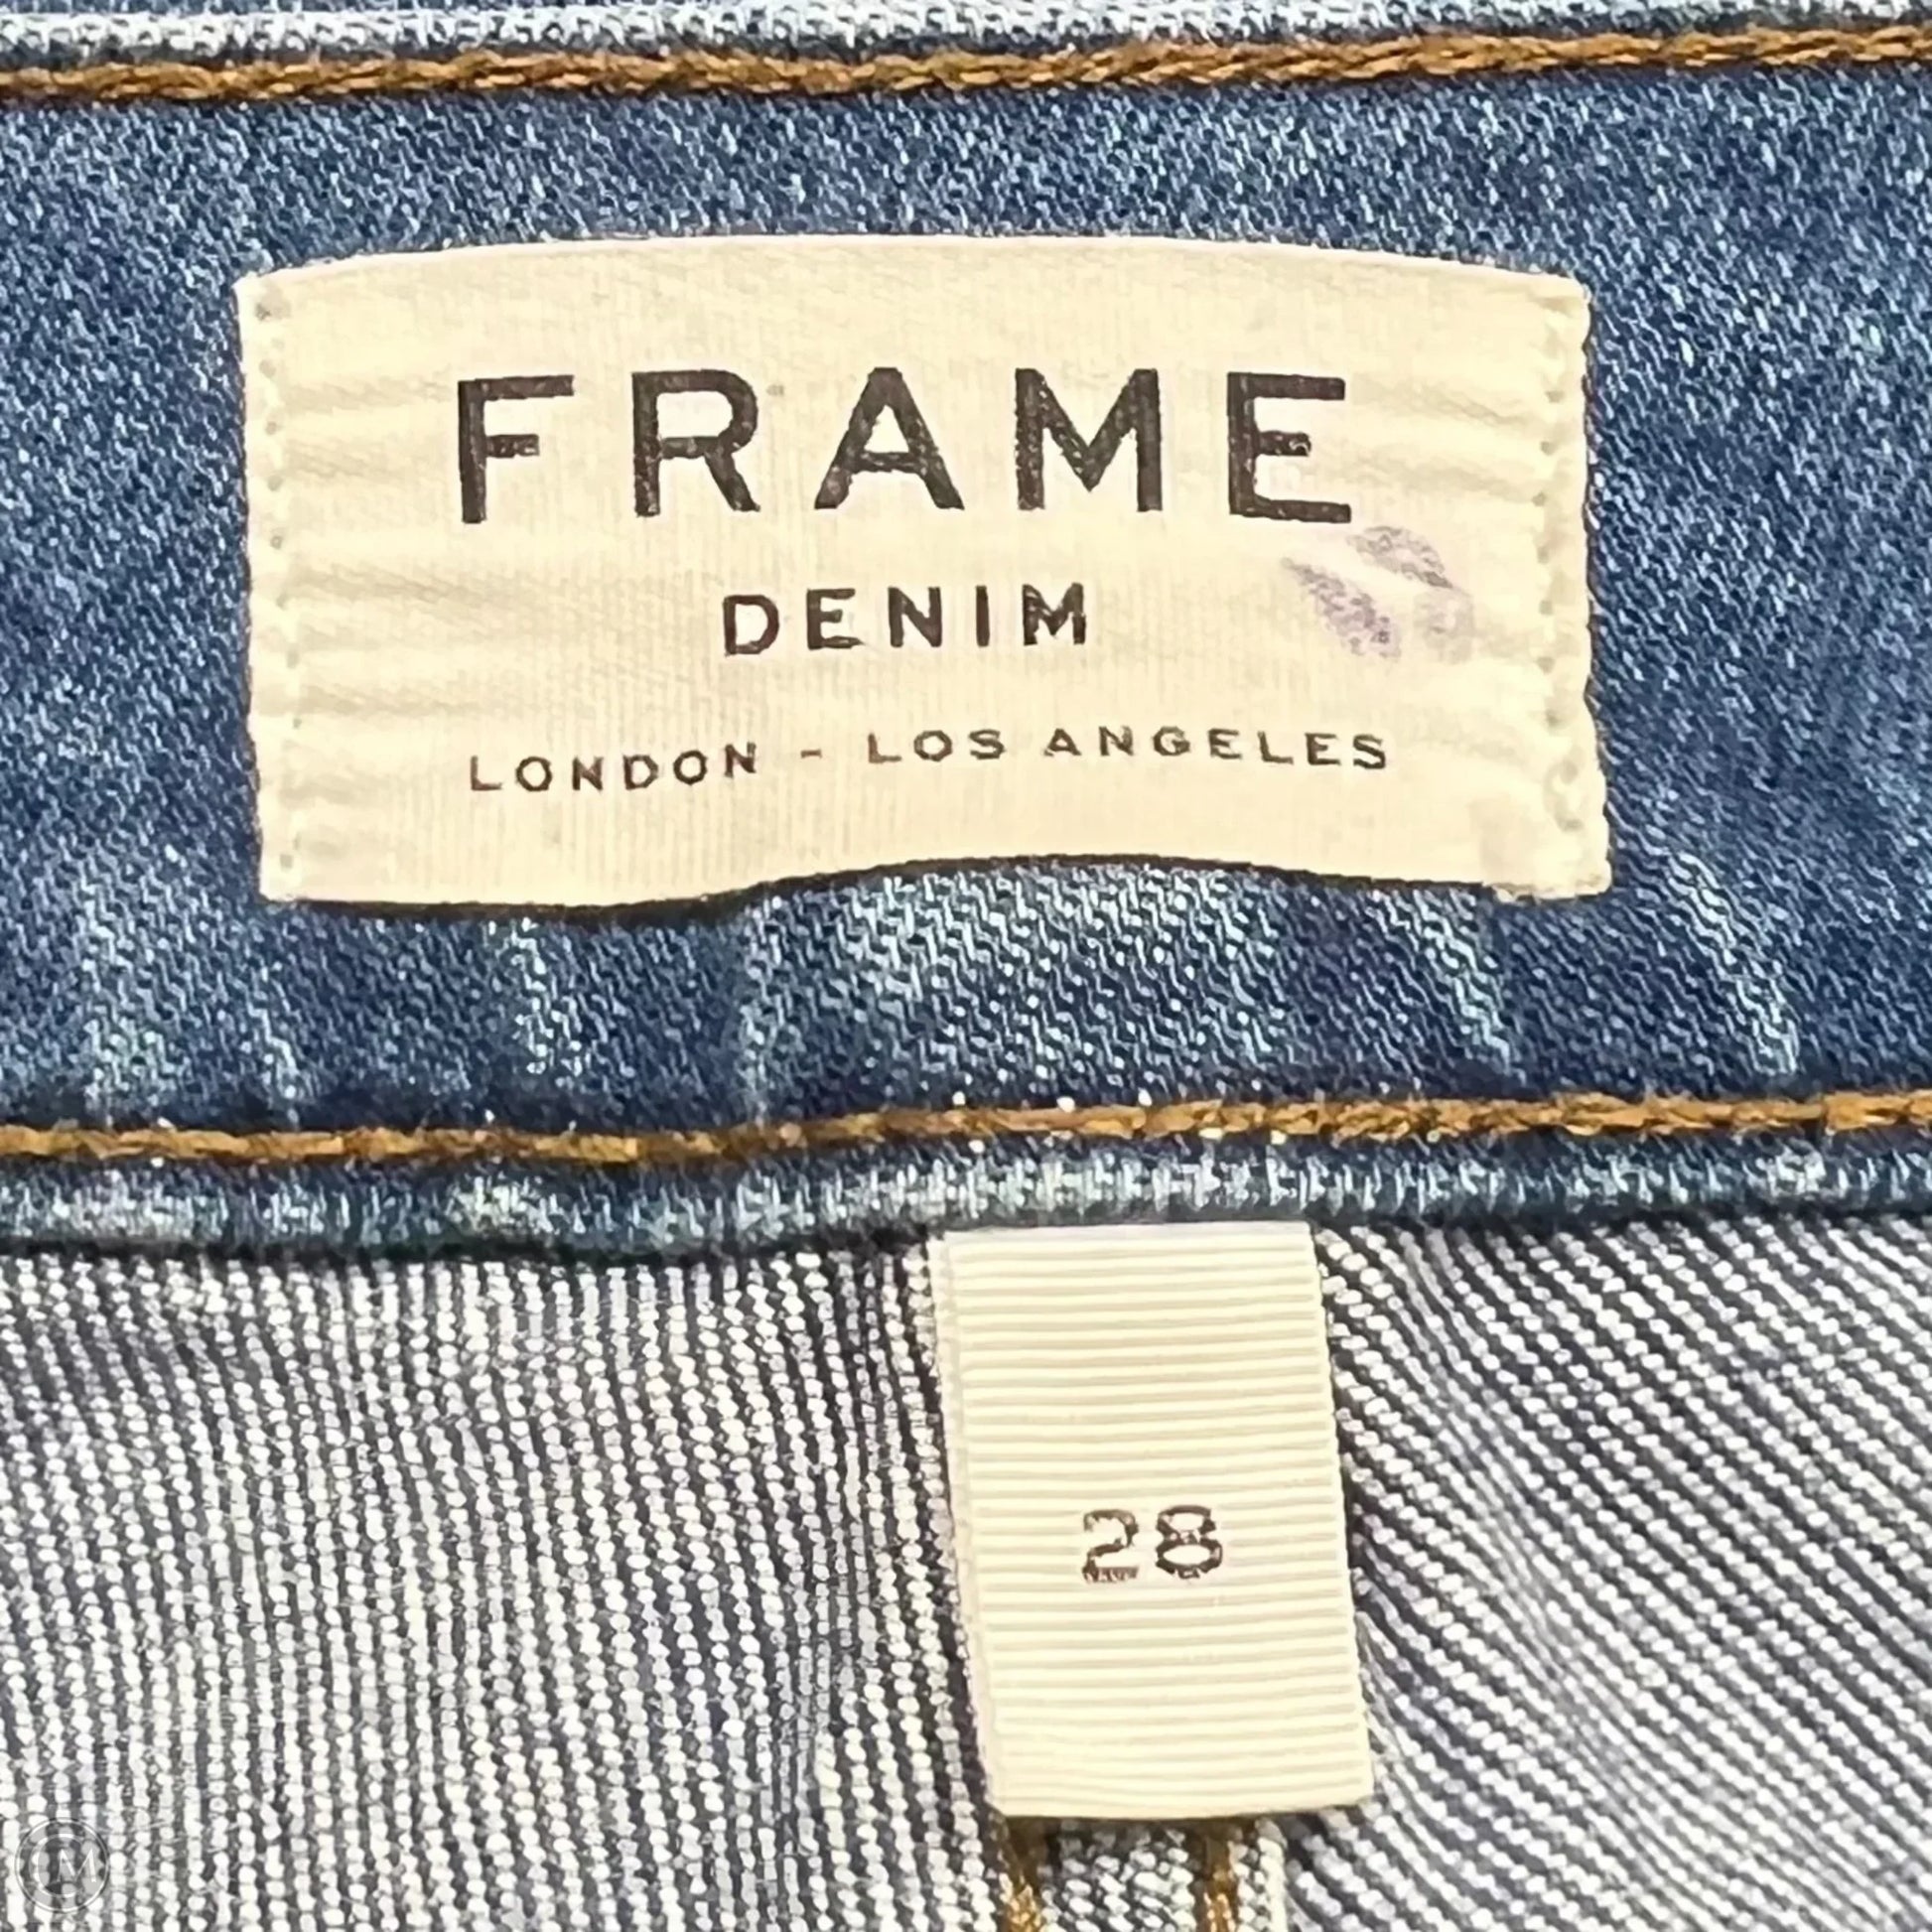 FRAME
DENIM
LONDON - LOS ANGELES
28